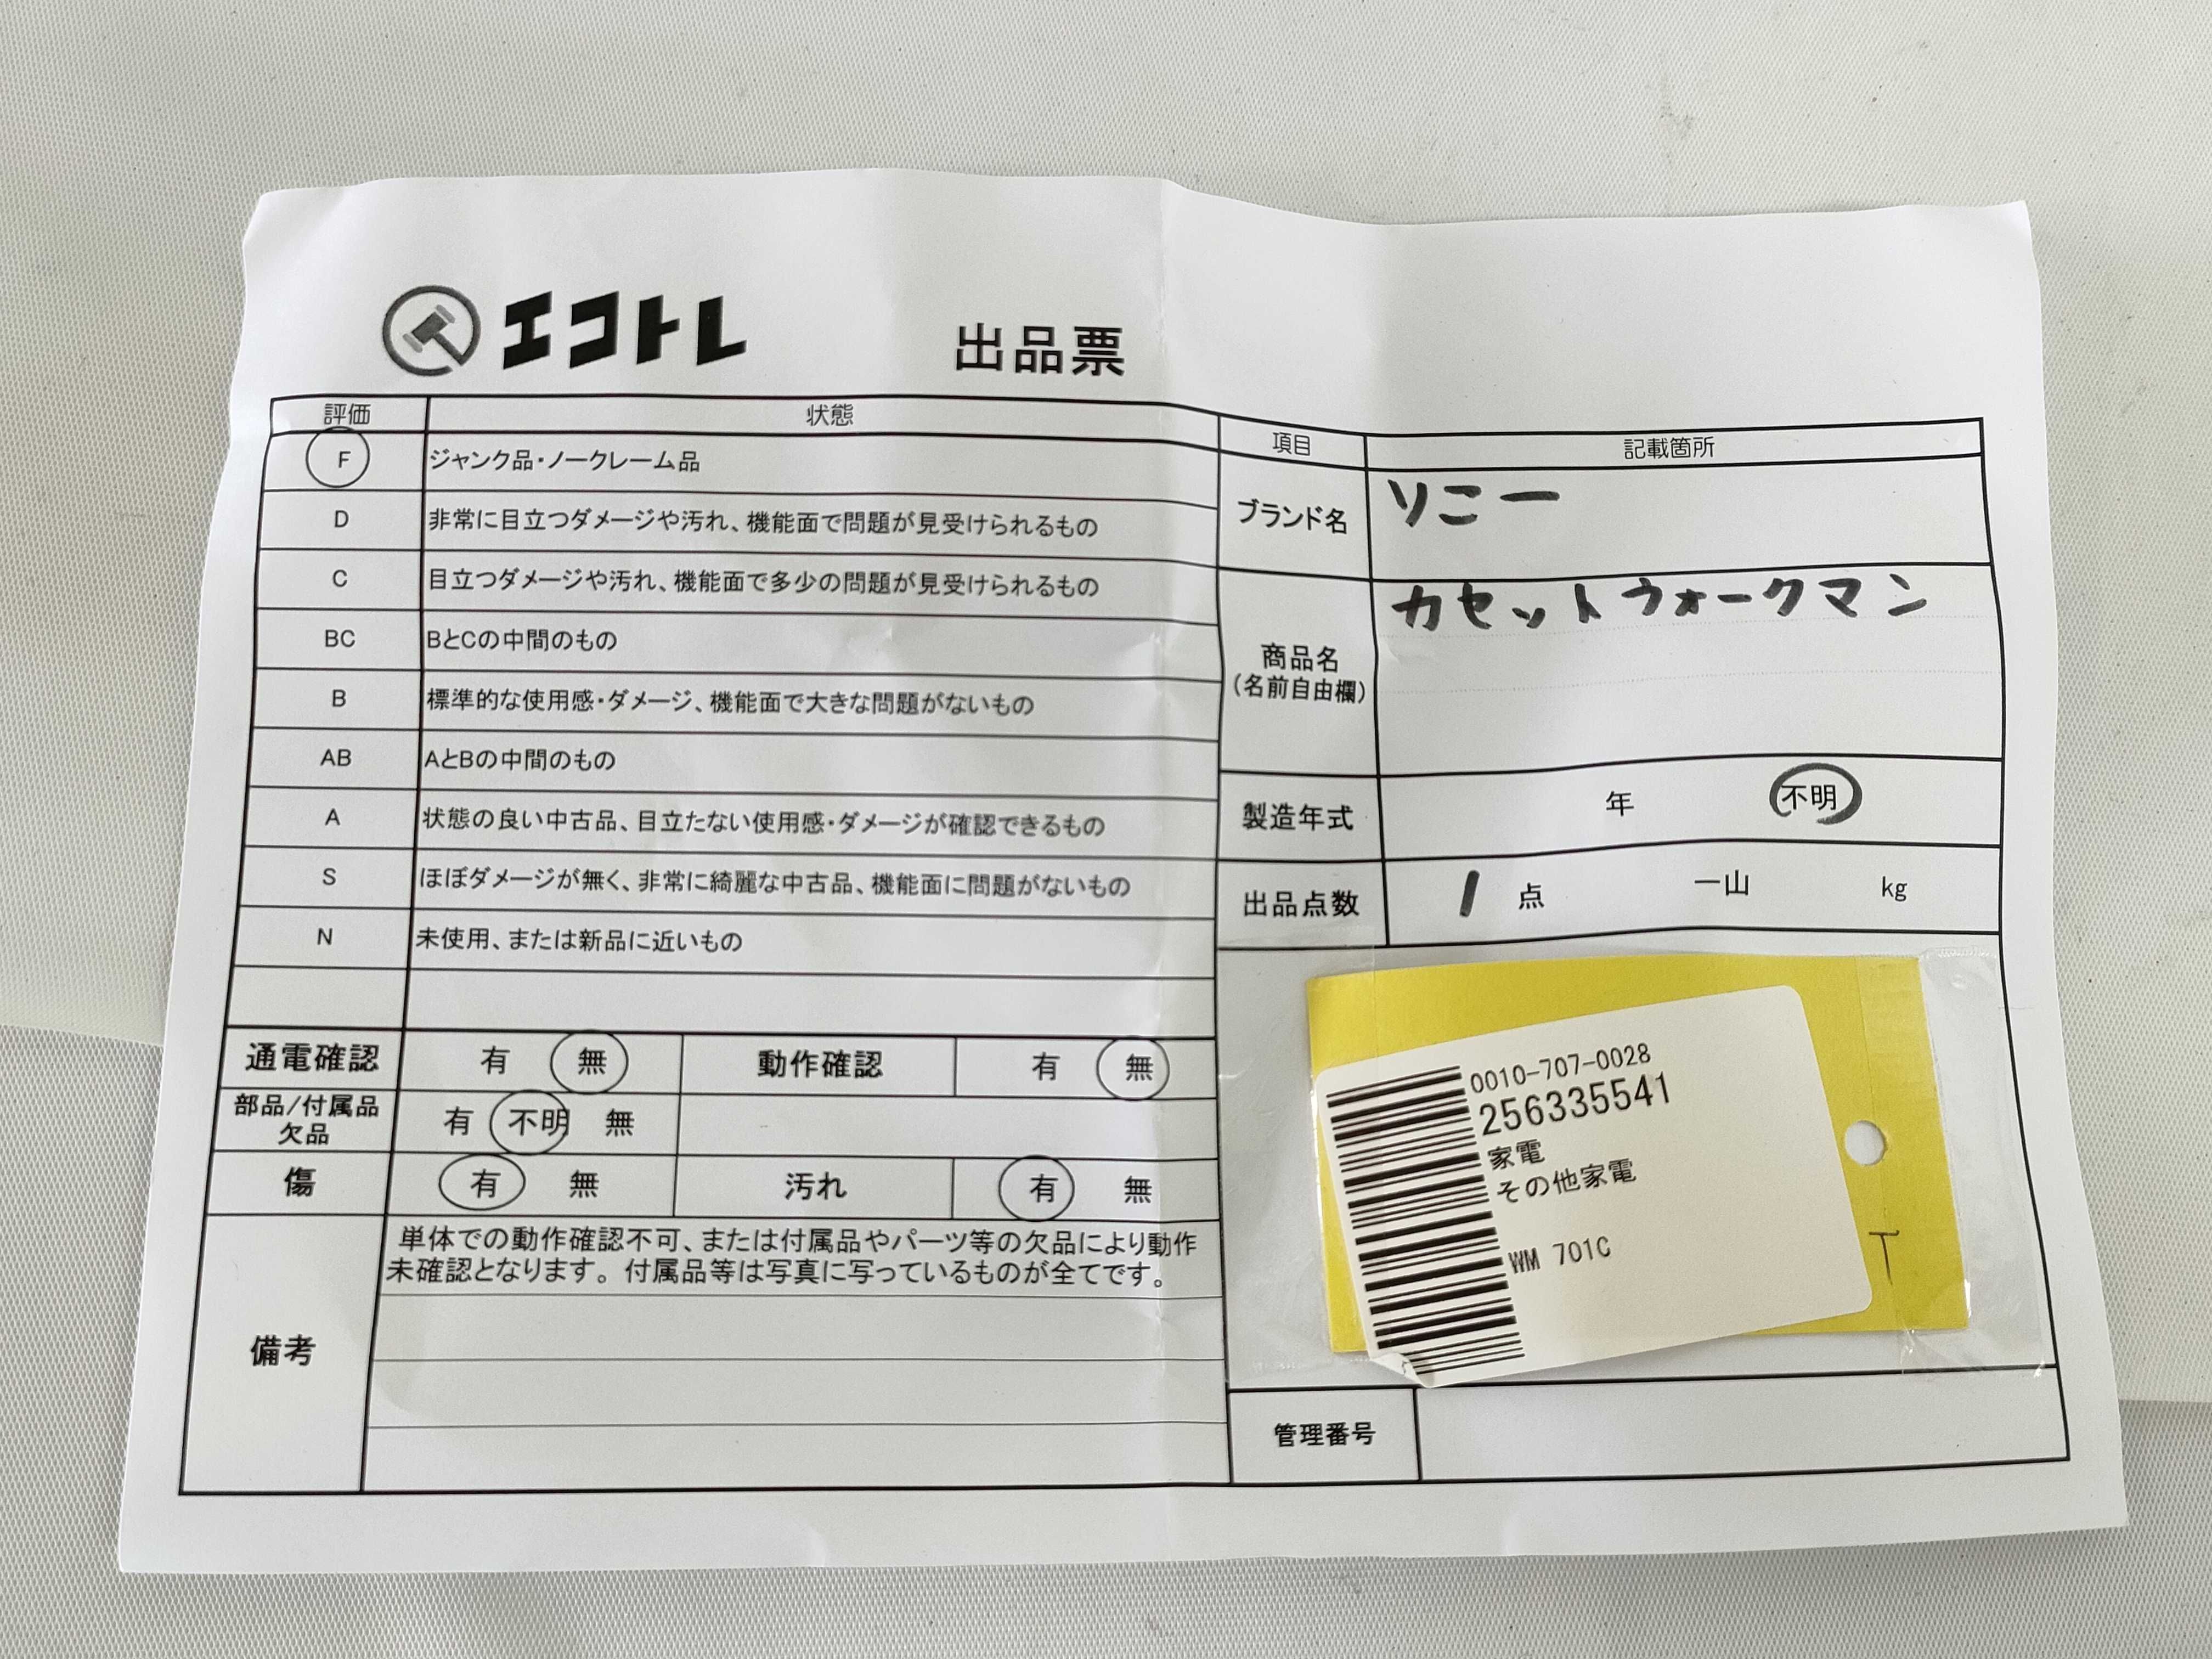 エコトレ
出品票
評価 状態
F ジャンク品・ノークレーム品
D 非常に目立つダメージや汚れ、機能面で問題が見受けられるもの
C 目立つダメージや汚れ、機能面で多少の問題が見受けられるもの
BC BとCの中間のもの
B 標準的な使用感・ダメージ、機能面で大きな問題がないもの
AB AとBの中間のもの
A 状態の良い中古品、目立たない使用感・ダメージが確認できるもの
S ほぼダメージが無く、非常に綺麗な中古品、機能面に問題がないもの
N 未使用、または新品に近いもの
通電確認 有 無 動作確認 有 無
部品/付属品
欠品 有 不明 無
傷 有 無 汚れ 有 無
備考
単体での動作確認不可、または付属品やパーツ等の欠品により動作
未確認となります。付属品等は写真に写っているものが全てです。
項目 記載箇所
ブランド名 ソニー
商品名
(名前自由欄)
カセットウォークマン
製造年式 年 不明
出品点数 1 点 一山 kg
0010-707-0028
256335541
家電
その他家電
WM 701C
T
管理番号